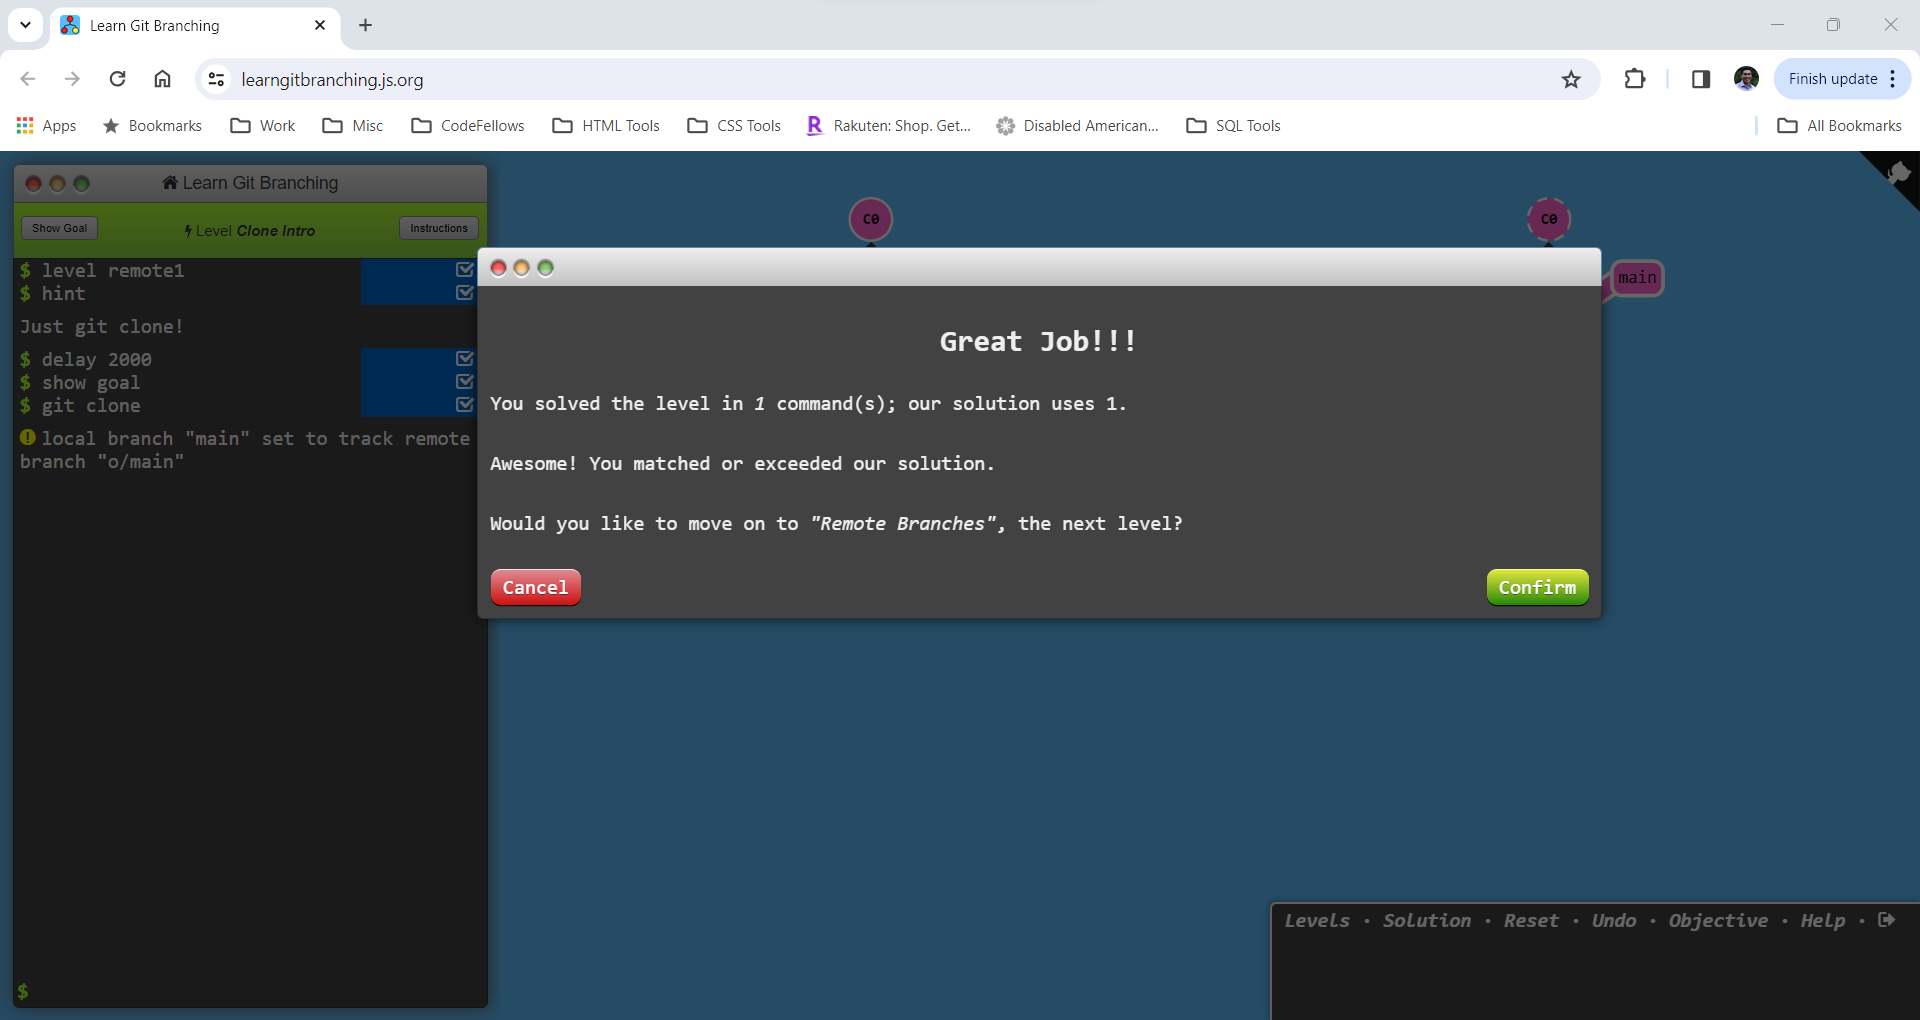 Learn Git Branching
learngitbranching.js.org
Finish update
Apps
Bookmarks
Work
Misc
CodeFellows
HTML Tools
CSS Tools
Rakuten: Shop. Get...
Disabled American...
SQL Tools
All Bookmarks
Learn Git Branching
Show Goal
Level Clone Intro
Instructions
$ level remote1
$ hint
Just git clone!
$ delay 2000
$ show goal
$ git clone
local branch "main" set to track remote
branch "o/main"
$
C0
C0
main
Great Job!!!
You solved the level in 1 command(s); our solution uses 1.
Awesome! You matched or exceeded our solution.
Would you like to move on to "Remote Branches", the next level?
Cancel
Confirm
Levels · Solution · Reset · Undo · Objective · Help ·